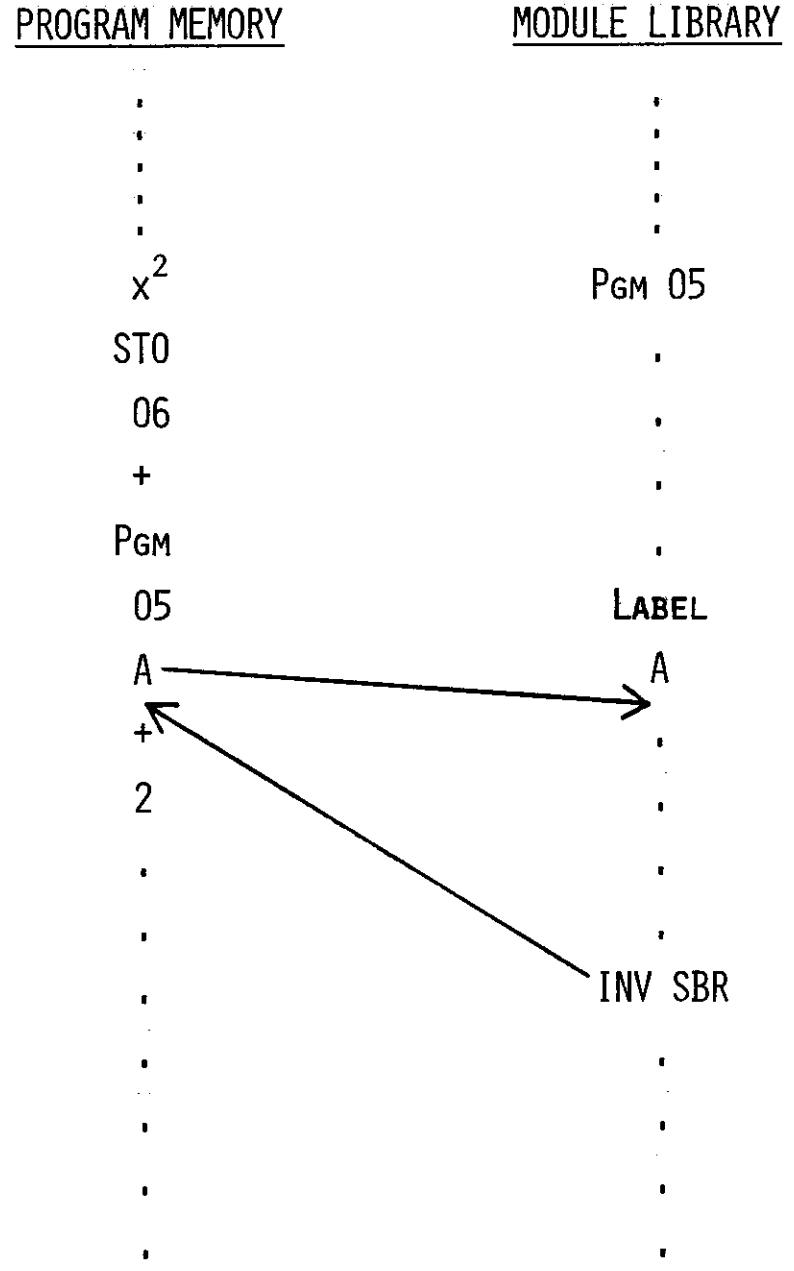 PROGRAM MEMORY
x²
STO
06
+
PGM
05
A
+
2
MODULE LIBRARY
PGM 05
LABEL
A
INV SBR